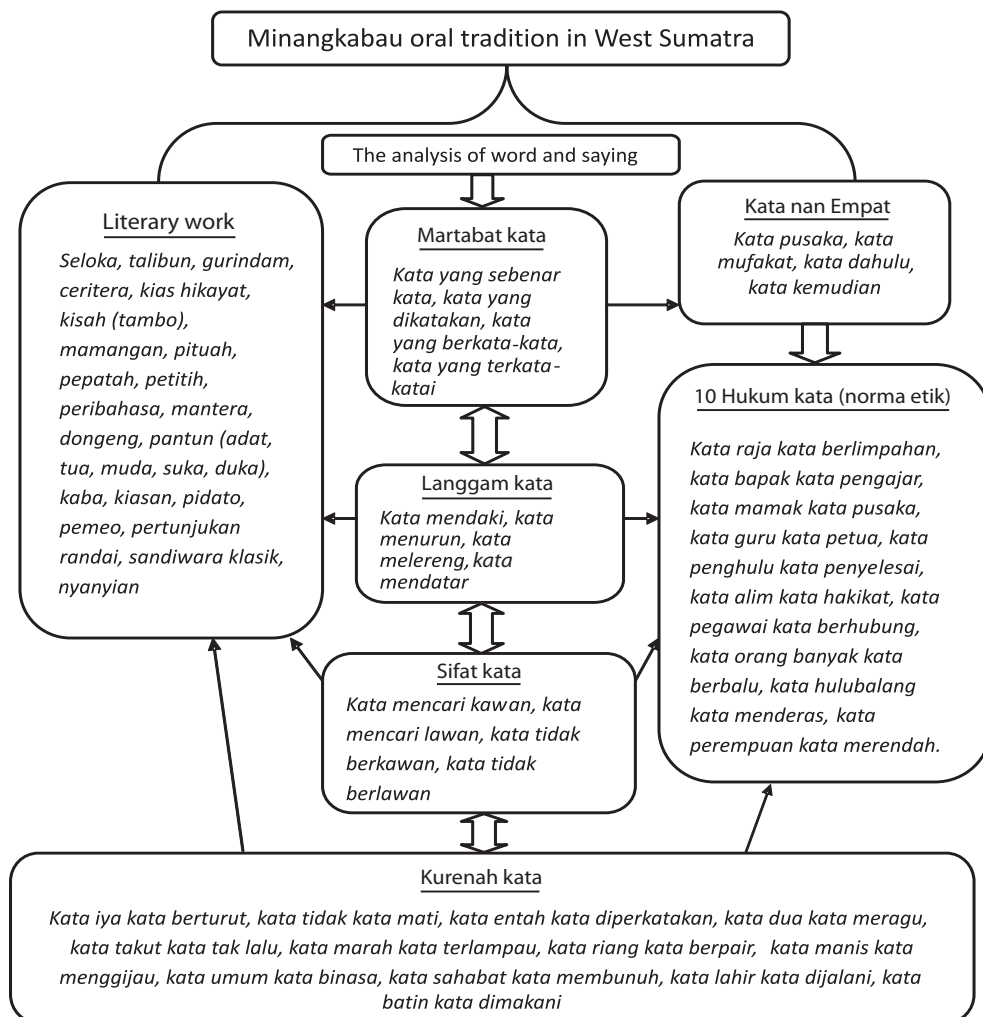 Minangkabau oral tradition in West Sumatra
The analysis of word and saying
Literary work
Seloka, talibun, gurindam,
ceritera, kias hikayat,
kisah (tambo),
mamangan, pituah,
pepatah, petitih,
peribahasa, mantera,
dongeng, pantun (adat,
tua, muda, suka, duka),
kaba, kiasan, pidato,
pemeo, pertunjukan
randai, sandiwara klasik,
nyanyian
Martabat kata
Kata yang sebenar
kata, kata yang
dikatakan, kata
yang berkata-kata,
kata yang terkata-
katai
Kata nan Empat
Kata pusaka, kata
mufakat, kata dahulu,
kata kemudian
Langgam kata
Kata mendaki, kata
menurun, kata
melereng, kata
mendatar
10 Hukum kata (norma etik)
Kata raja kata berlimpahan,
kata bapak kata pengajar,
kata mamak kata pusaka,
kata guru kata petua, kata
penghulu kata penyelesai,
kata alim kata hakikat, kata
pegawai kata berhubung,
kata orang banyak kata
berbalu, kata hulubalang
kata menderas, kata
perempuan kata merendah.
Sifat kata
Kata mencari kawan, kata
mencari lawan, kata tidak
berkawan, kata tidak
berlawan
Kurenah kata
Kata iya kata berturut, kata tidak kata mati, kata entah kata diperkatakan, kata dua kata meragu,
kata takut kata tak lalu, kata marah kata terlampau, kata riang kata berpair, kata manis kata
menggijau, kata umum kata binasa, kata sahabat kata membunuh, kata lahir kata dijalani, kata
batin kata dimakani